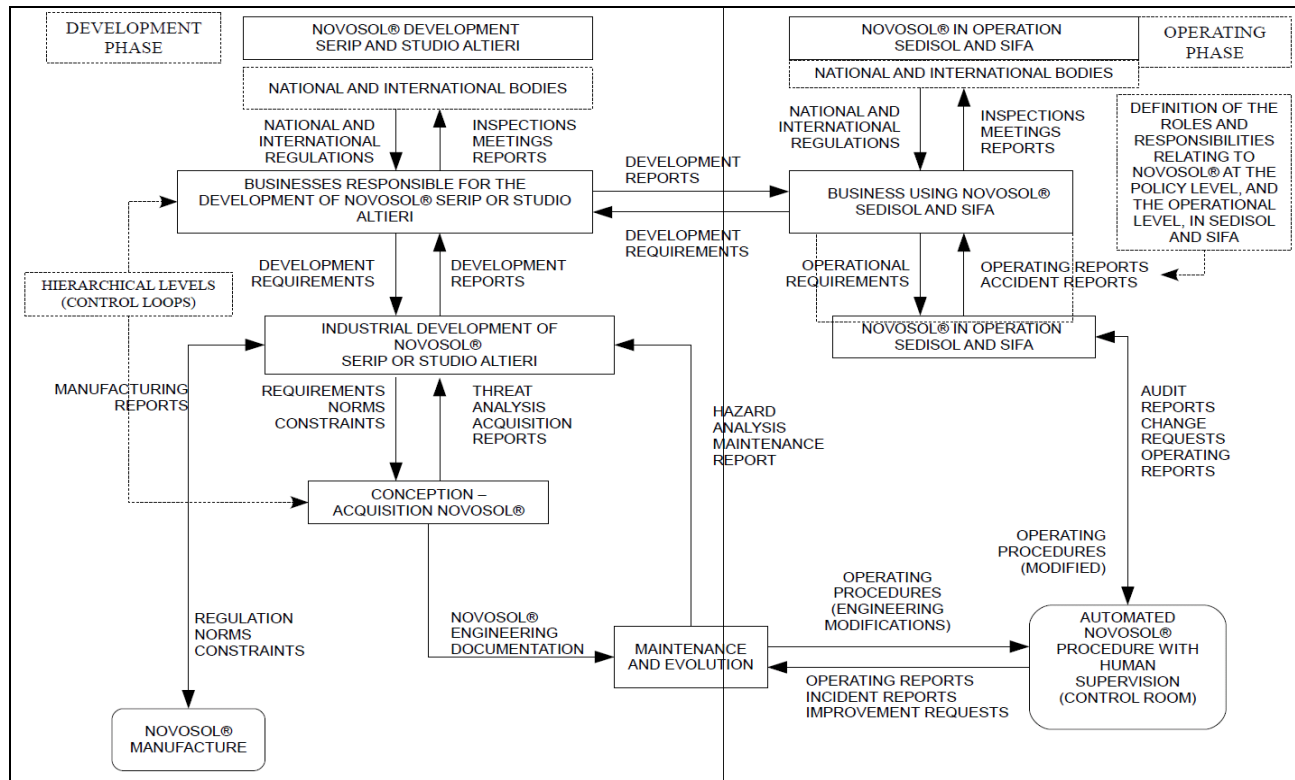 DEVELOPMENT
PHASE
NOVOSOL® DEVELOPMENT
SERIP AND STUDIO ALTIERI
NOVOSOL® IN OPERATION
SEDISOL AND SIFA
OPERATING
PHASE
NATIONAL AND INTERNATIONAL BODIES
NATIONAL AND INTERNATIONAL BODIES
NATIONAL AND
INTERNATIONAL
REGULATIONS
INSPECTIONS
MEETINGS
REPORTS
NATIONAL AND
INTERNATIONAL
REGULATIONS
INSPECTIONS
MEETINGS
REPORTS
DEFINITION OF THE
ROLES AND
RESPONSIBILITIES
RELATING TO
NOVOSOL® AT THE
POLICY LEVEL, AND
THE OPERATIONAL
LEVEL, IN SEDISOL
AND SIFA
DEVELOPMENT
REPORTS
BUSINESSES RESPONSIBLE FOR THE
DEVELOPMENT OF NOVOSOL® SERIP OR STUDIO
ALTIERI
BUSINESS USING NOVOSOL®
SEDISOL AND SIFA
DEVELOPMENT
REQUIREMENTS
HIERARCHICAL LEVELS
(CONTROL LOOPS)
DEVELOPMENT
REQUIREMENTS
DEVELOPMENT
REPORTS
OPERATIONAL
REQUIREMENTS
OPERATING REPORTS
ACCIDENT REPORTS
INDUSTRIAL DEVELOPMENT OF
NOVOSOL®
SERIP OR STUDIO ALTIERI
NOVOSOL® IN OPERATION
SEDISOL AND SIFA
MANUFACTURING
REPORTS
REQUIREMENTS
NORMS
CONSTRAINTS
THREAT
ANALYSIS
ACQUISITION
REPORTS
HAZARD
ANALYSIS
MAINTENANCE
REPORT
AUDIT
REPORTS
CHANGE
REQUESTS
OPERATING
REPORTS
CONCEPTION –
ACQUISITION NOVOSOL®
OPERATING
PROCEDURES
(MODIFIED)
REGULATION
NORMS
CONSTRAINTS
NOVOSOL®
ENGINEERING
DOCUMENTATION
MAINTENANCE
AND EVOLUTION
OPERATING
PROCEDURES
(ENGINEERING
MODIFICATIONS)
OPERATING REPORTS
INCIDENT REPORTS
IMPROVEMENT REQUESTS
AUTOMATED
NOVOSOL®
PROCEDURE WITH
HUMAN
SUPERVISION
(CONTROL ROOM)
NOVOSOL®
MANUFACTURE